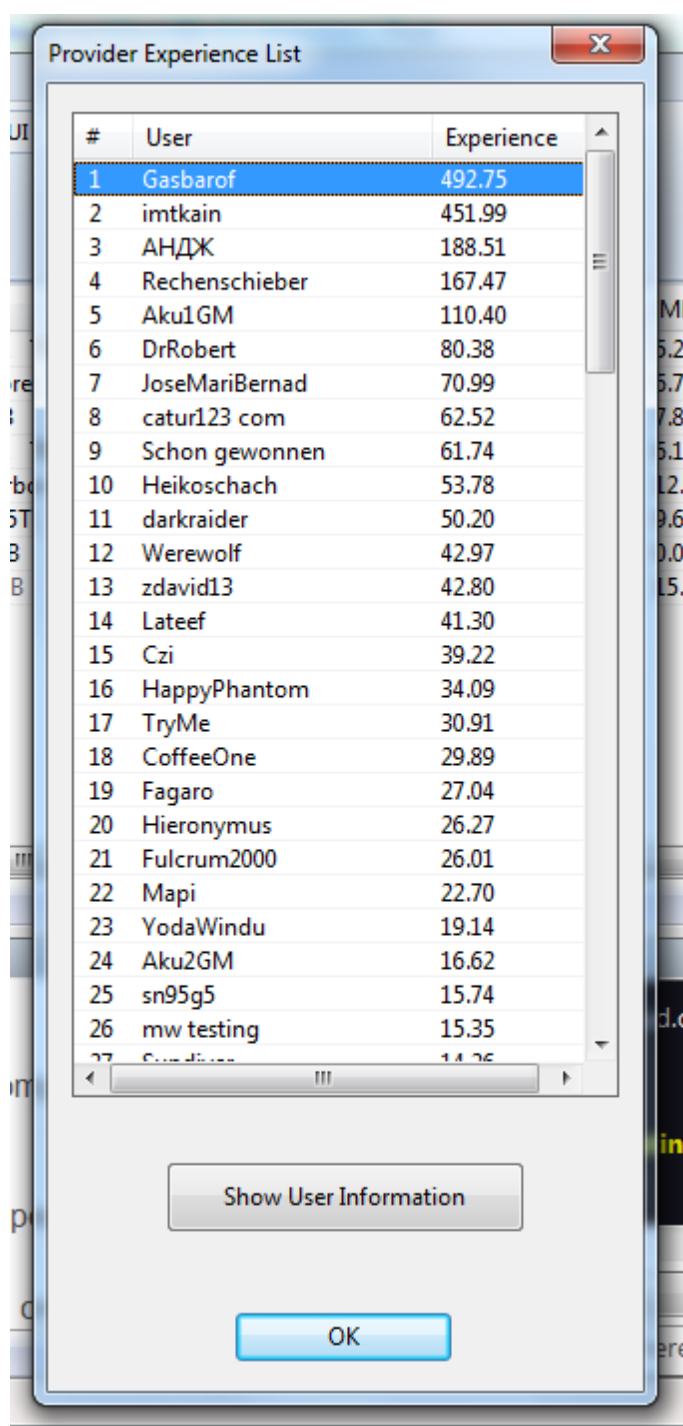 Provider Experience List
# User Experience
1 Gasbarof 492.75
2 imtkain 451.99
3 АНДЖ 188.51
4 Rechenschieber 167.47
5 Aku1GM 110.40
6 DrRobert 80.38
7 JoseMariBernad 70.99
8 catur123 com 62.52
9 Schon gewonnen 61.74
10 Heikoschach 53.78
11 darkraider 50.20
12 Werewolf 42.97
13 zdavid13 42.80
14 Lateef 41.30
15 Czi 39.22
16 HappyPhantom 34.09
17 TryMe 30.91
18 CoffeeOne 29.89
19 Fagaro 27.04
20 Hieronymus 26.27
21 Fulcrum2000 26.01
22 Mapi 22.70
23 YodaWindu 19.14
24 Aku2GM 16.62
25 sn95g5 15.74
26 mw testing 15.35
Show User Information
OK